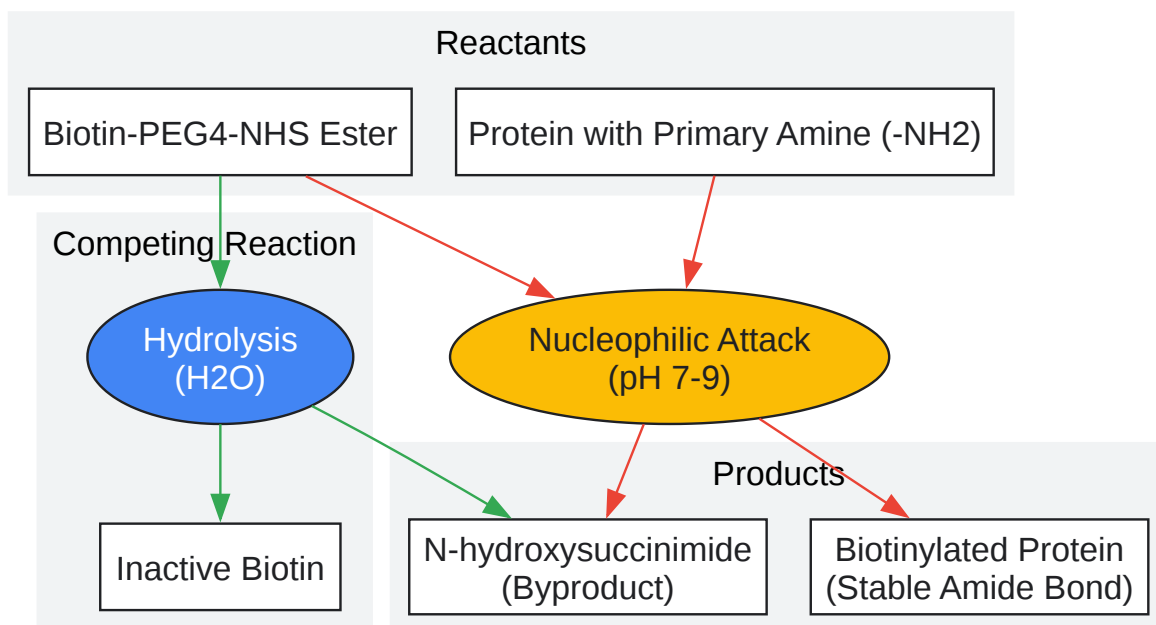 Reactants
Biotin-PEG4-NHS Ester
Protein with Primary Amine (-NH2)
Competing Reaction
Hydrolysis
(H2O)
Nucleophilic Attack
(pH 7-9)
Products
Inactive Biotin
N-hydroxysuccinimide
(Byproduct)
Biotinylated Protein
(Stable Amide Bond)